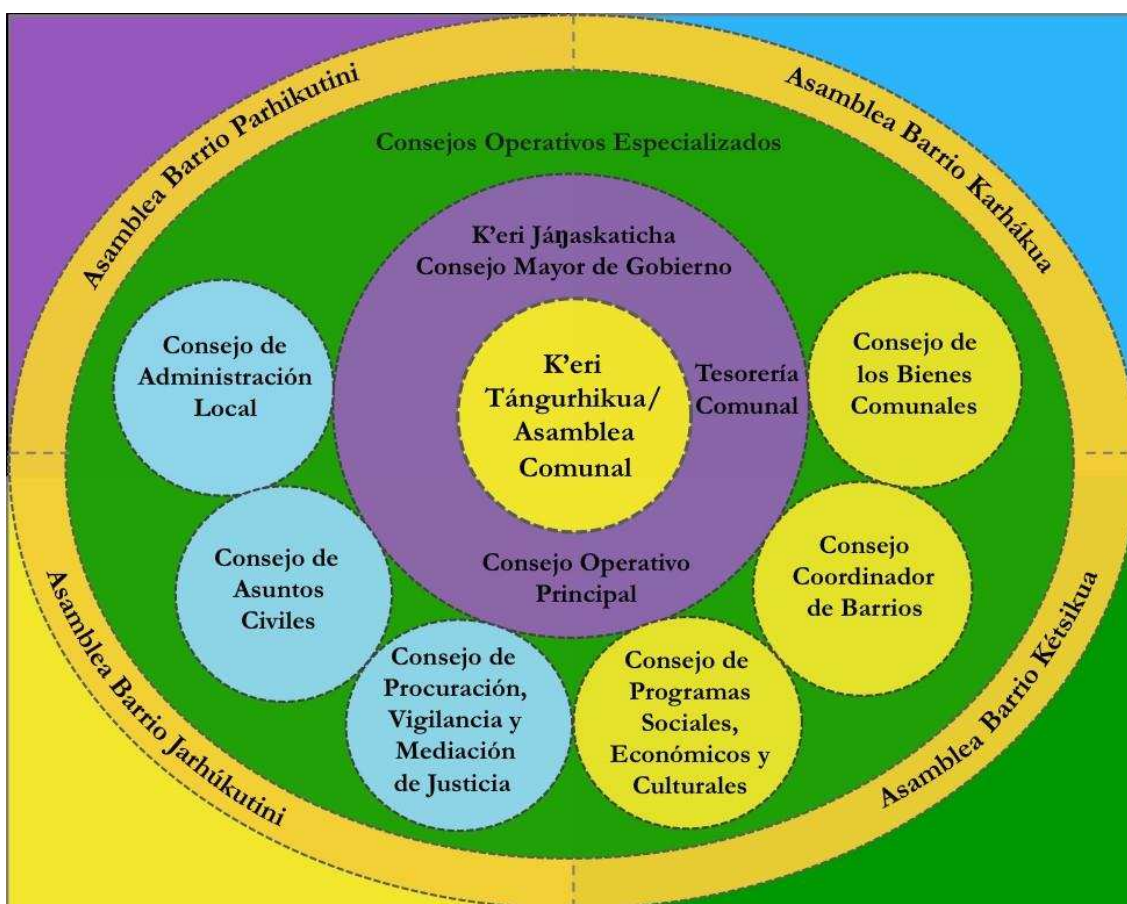 Asamblea Barrio Parhikutini
Asamblea Barrio Karhákua
Consejos Operativos Especializados
K'eri Jáŋaskaticha
Consejo Mayor de Gobierno
K'eri
Tángurhikua/
Asamblea
Comunal
Tesorería
Comunal
Consejo Operativo
Principal
Consejo de
Administración
Local
Consejo de
Asuntos
Civiles
Consejo de
Procuración,
Vigilancia y
Mediación
de Justicia
Consejo de
Programas
Sociales,
Económicos y
Culturales
Consejo
Coordinador
de Barrios
Consejo de
los Bienes
Comunales
Asamblea Barrio Jarhúkutini
Asamblea Barrio Kétsikua